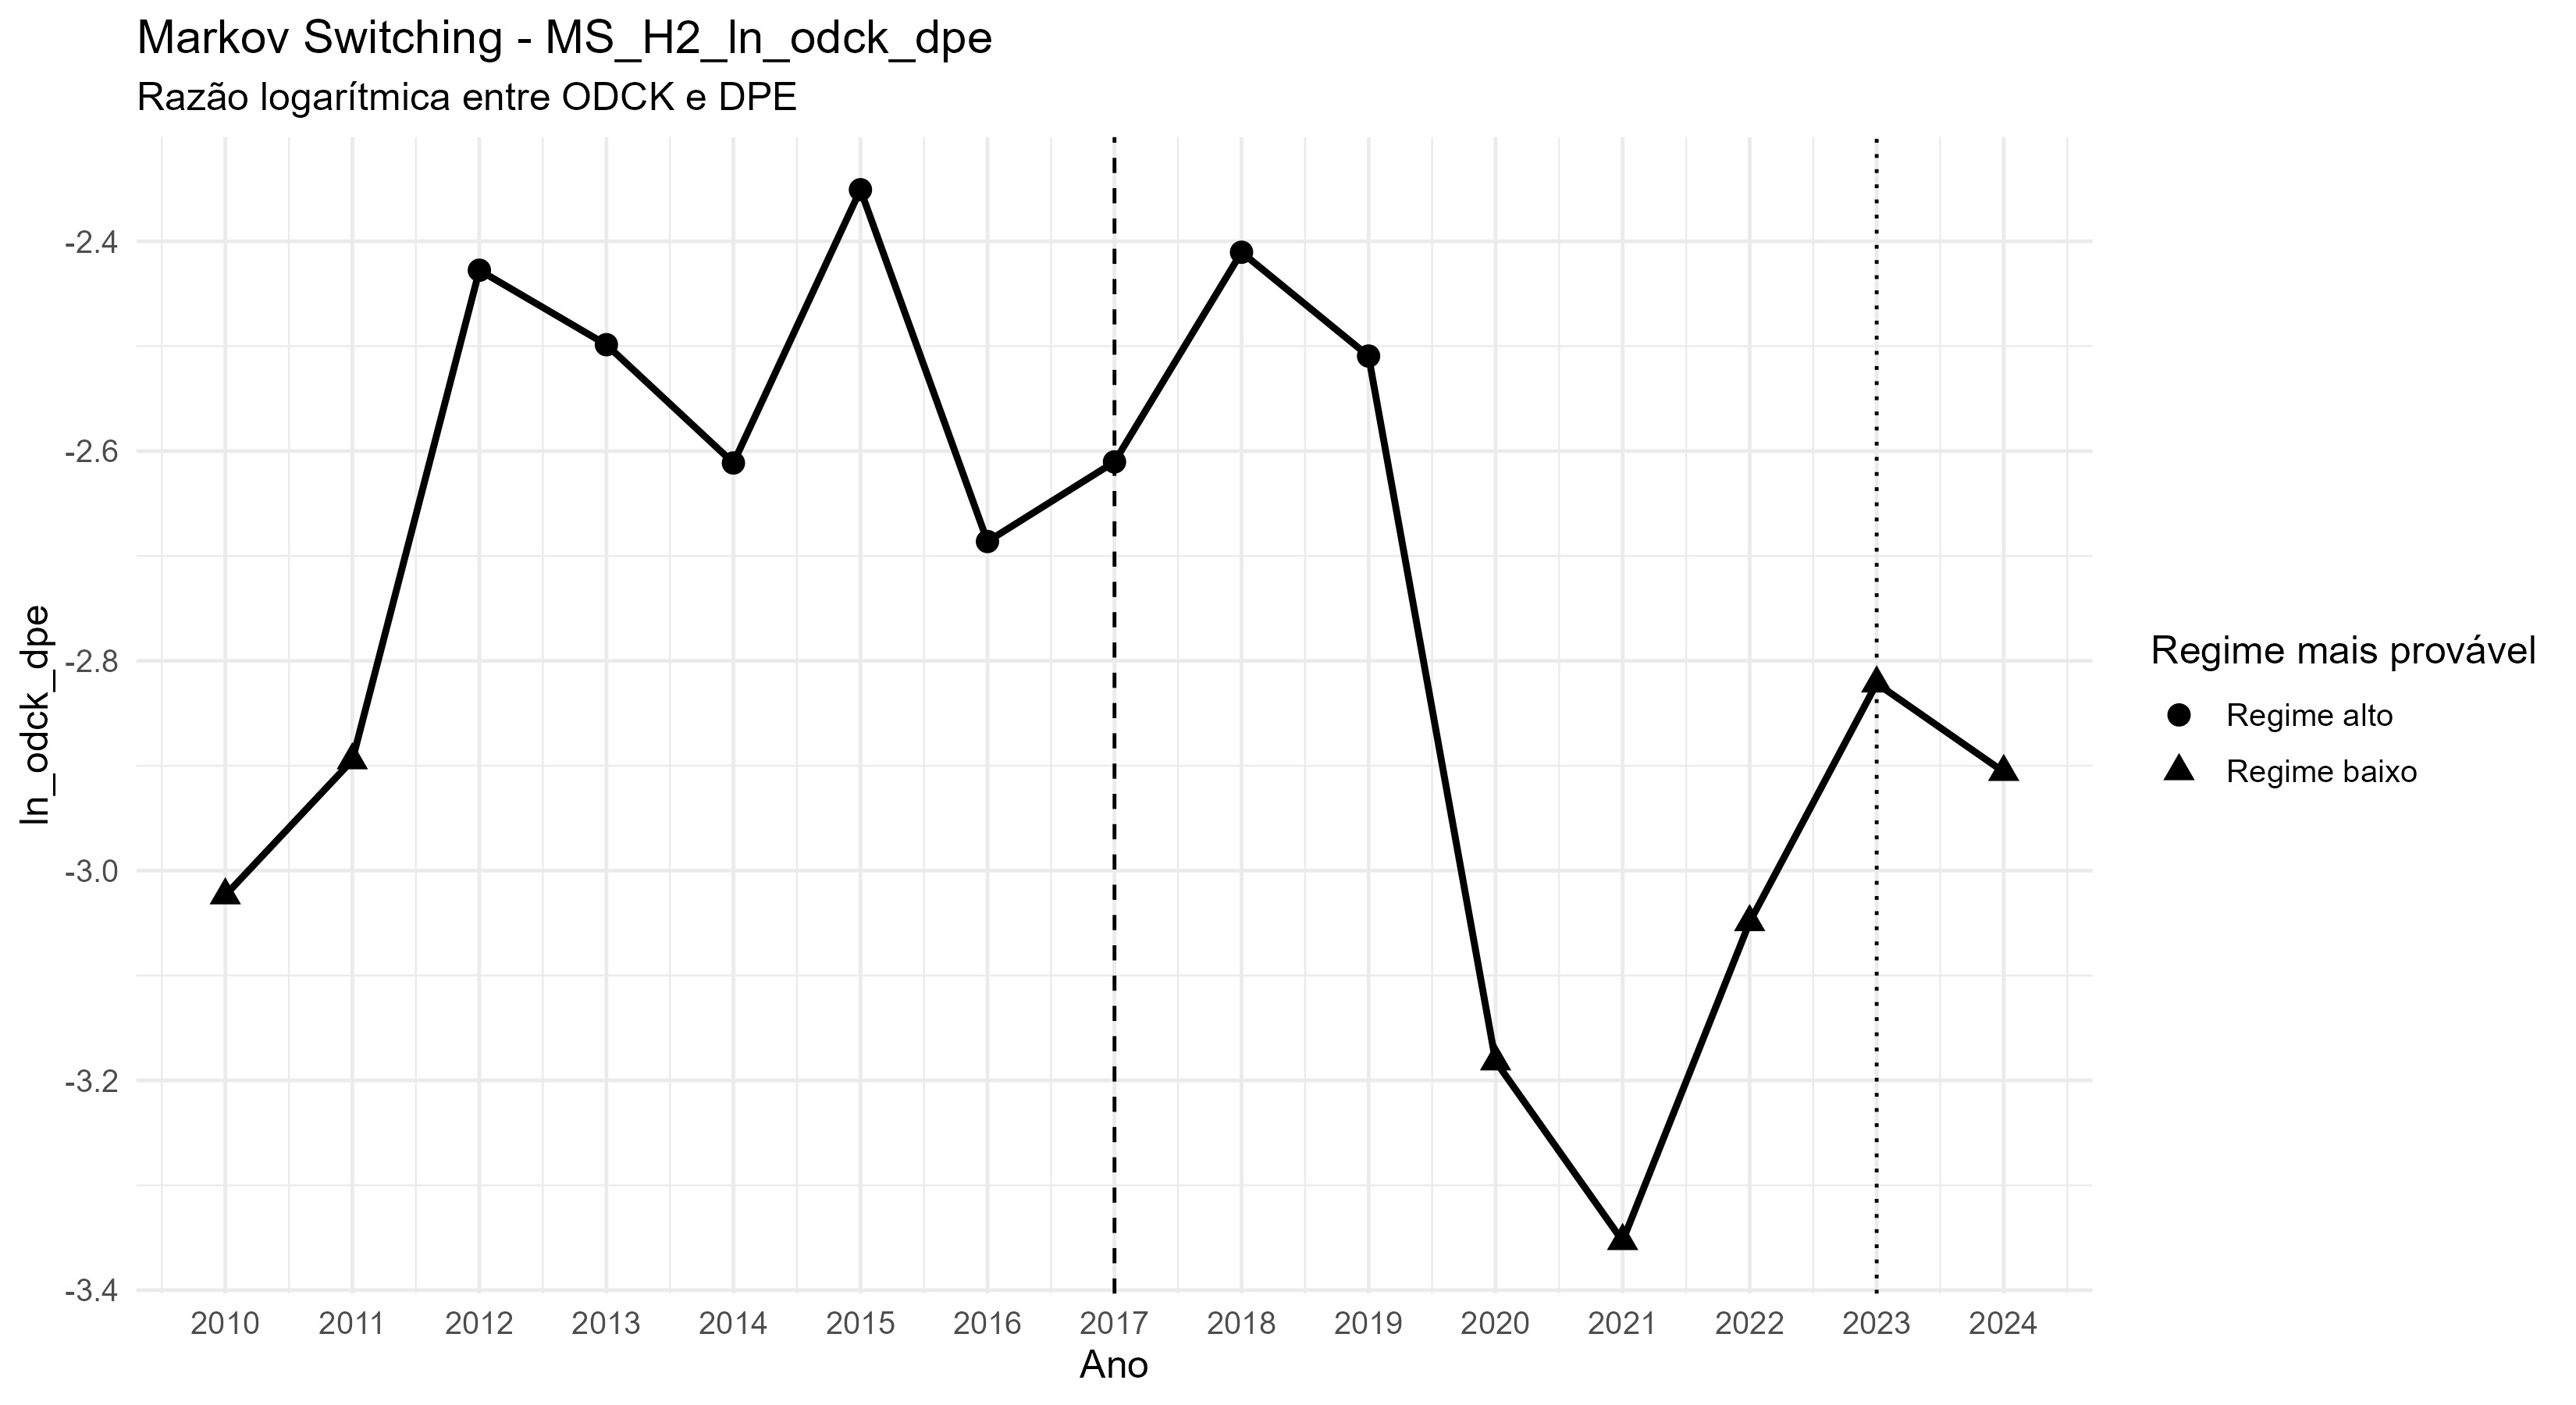 Markov Switching - MS_H2_ln_odck_dpe
Razão logarítmica entre ODCK e DPE
ln_odck_dpe
-2.4
-2.6
-2.8
-3.0
-3.2
-3.4
2010 2011 2012 2013 2014 2015 2016 2017 2018 2019 2020 2021 2022 2023 2024
Ano
Regime mais provável
Regime alto
Regime baixo